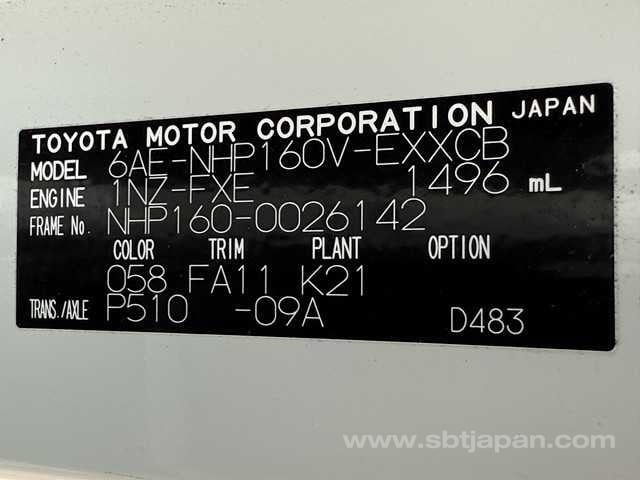 TOYOTA MOTOR CORPORATION JAPAN
MODEL 6AE-NHP160V-EXXCB
ENGINE 1NZ-FXE 1496 mL
FRAME No. NHP160-0026142
COLOR TRIM PLANT OPTION
058 FA11 K21
TRANS./AXLE P510 -09A D483
www.sbtjapan.com